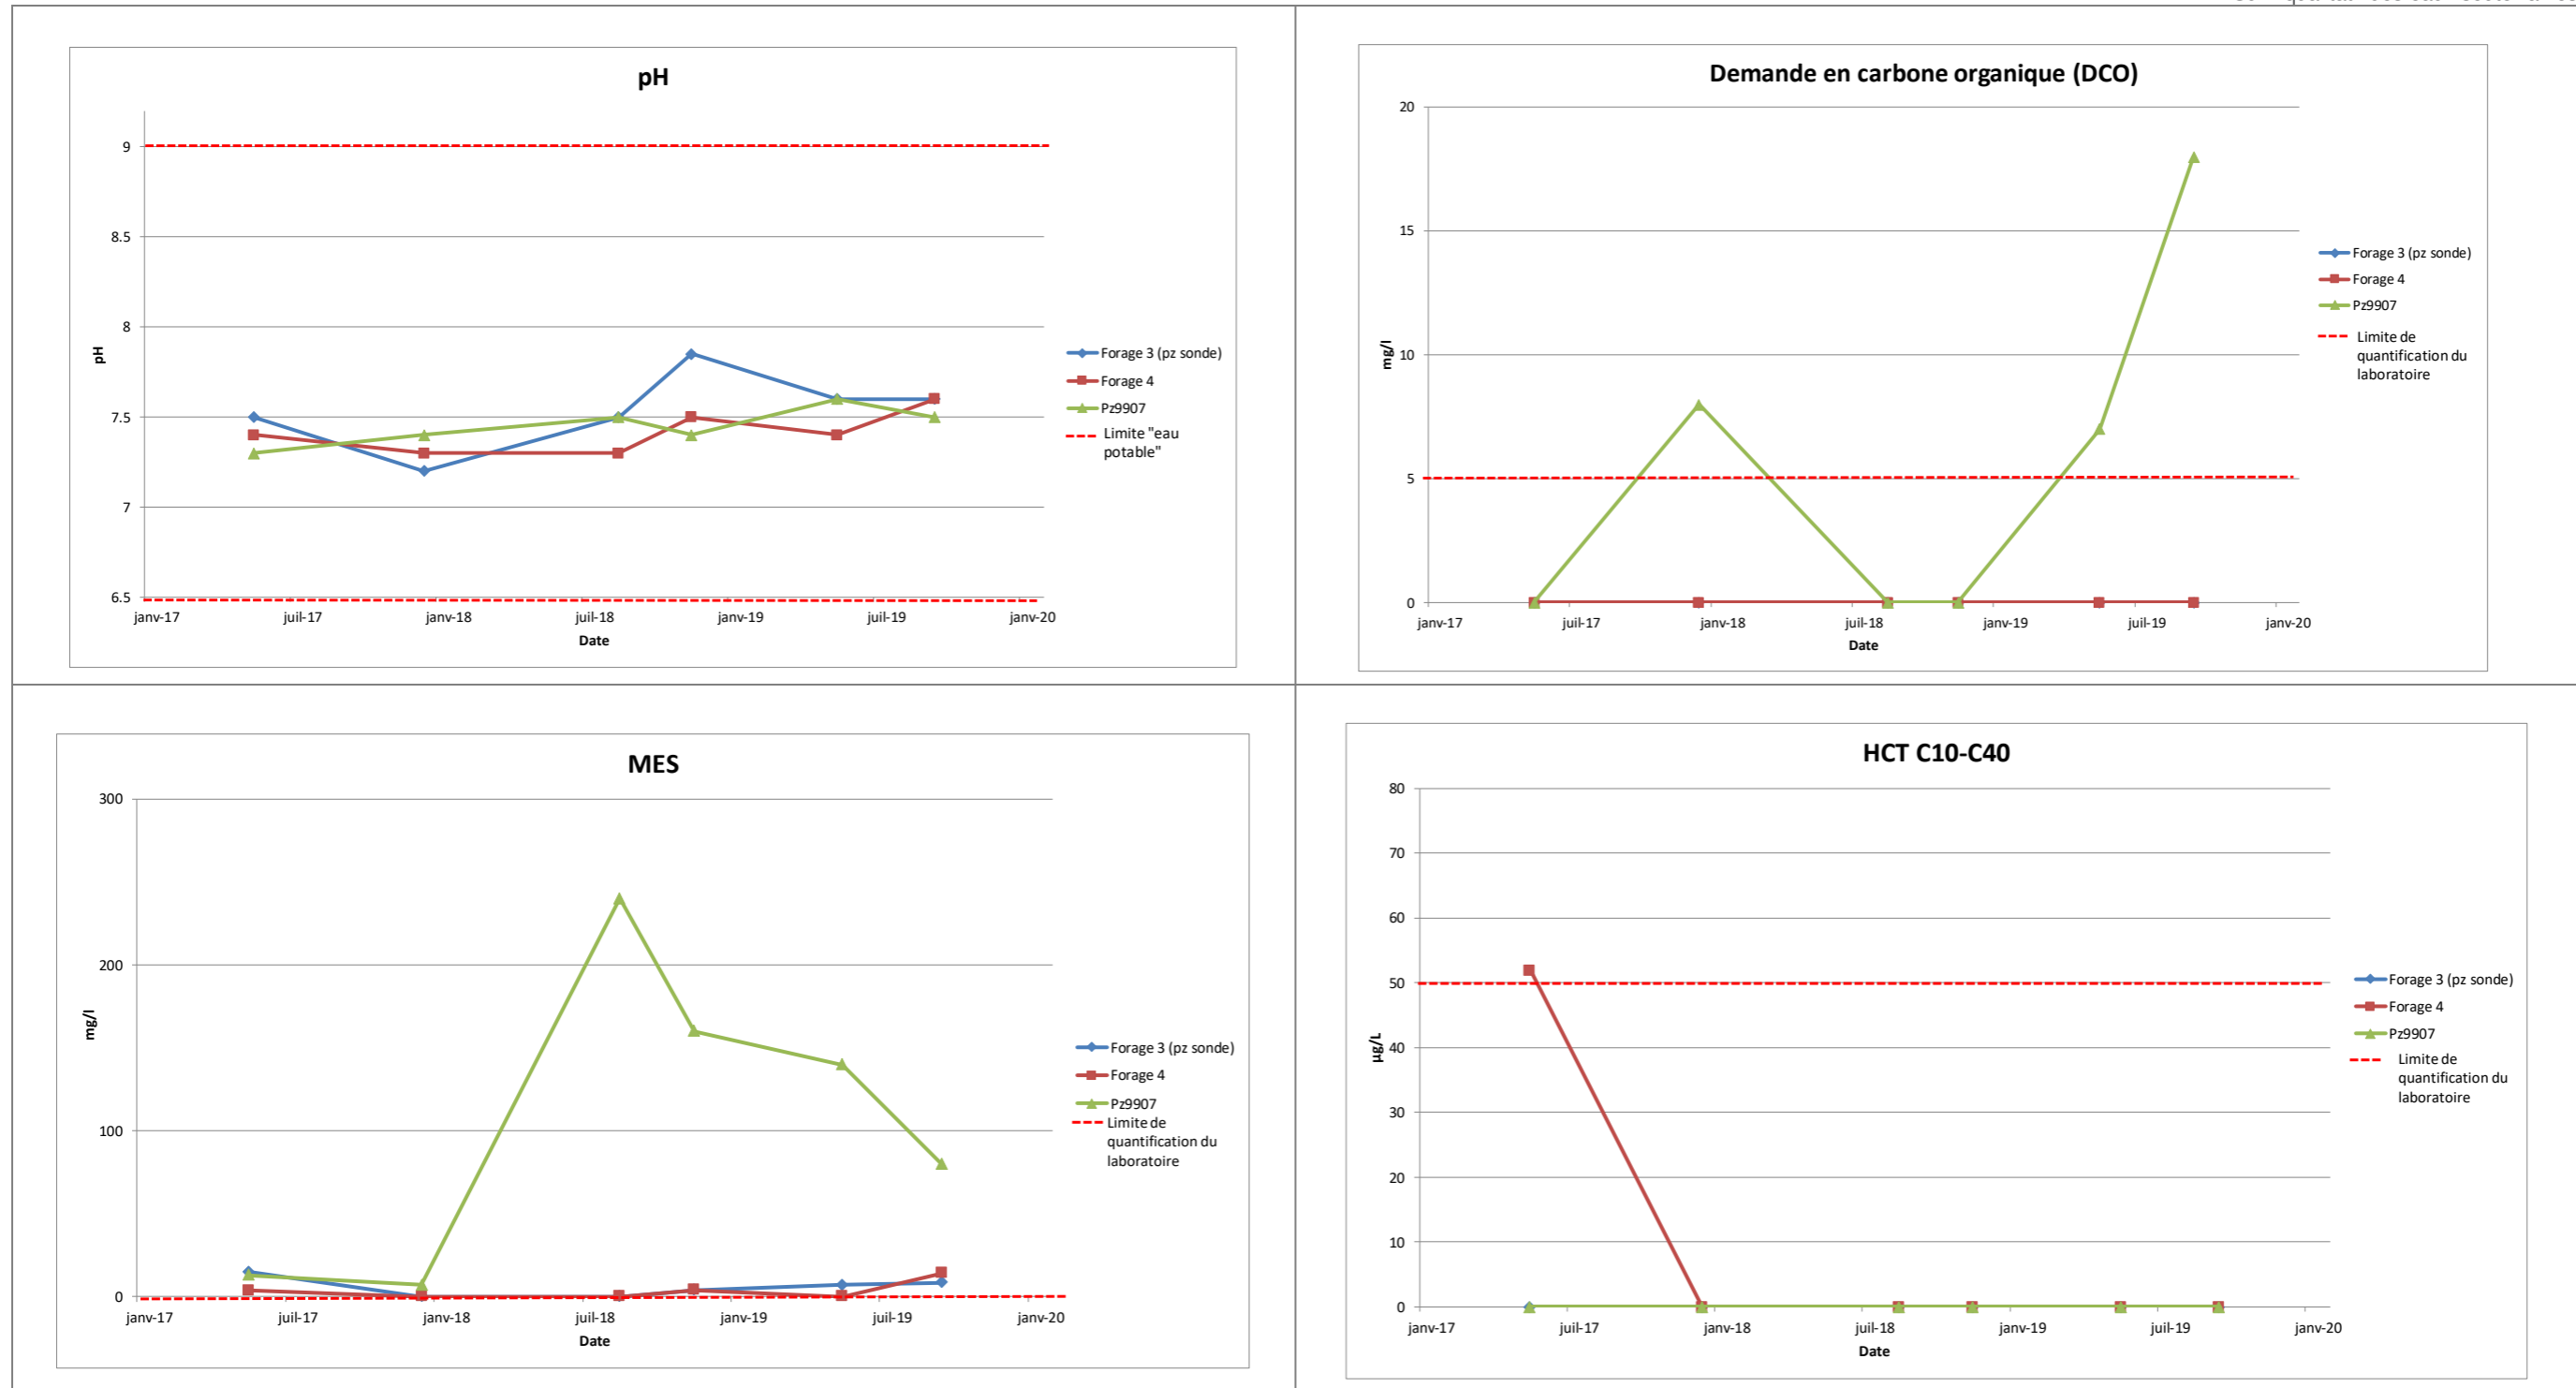 pH
9
8.5
8
7.5
7
6.5
pH
janv-17 juil-17 janv-18 juil-18 janv-19 juil-19 janv-20
Date
Forage 3 (pz sonde)
Forage 4
Pz9907
Limite "eau
potable"
Demande en carbone organique (DCO)
20
15
10
5
0
mg/l
janv-17 juil-17 janv-18 juil-18 janv-19 juil-19 janv-20
Date
Forage 3 (pz sonde)
Forage 4
Pz9907
Limite de
quantification du
laboratoire
MES
300
200
100
0
mg/l
janv-17 juil-17 janv-18 juil-18 janv-19 juil-19 janv-20
Date
Forage 3 (pz sonde)
Forage 4
Pz9907
Limite de
quantification du
laboratoire
HCT C10-C40
80
70
60
50
40
30
20
10
0
µg/L
janv-17 juil-17 janv-18 juil-18 janv-19 juil-19 janv-20
Date
Forage 3 (pz sonde)
Forage 4
Pz9907
Limite de
quantification du
laboratoire